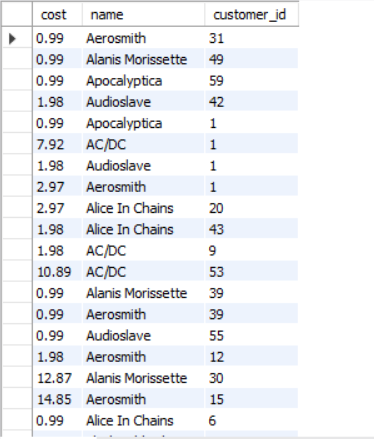 cost name customer_id
0.99 Aerosmith 31
0.99 Alanis Morissette 49
0.99 Apocalyptica 59
1.98 Audioslave 42
0.99 Apocalyptica 1
7.92 AC/DC 1
1.98 Audioslave 1
2.97 Aerosmith 1
2.97 Alice In Chains 20
1.98 Alice In Chains 43
1.98 AC/DC 9
10.89 AC/DC 53
0.99 Alanis Morissette 39
0.99 Aerosmith 39
0.99 Audioslave 55
1.98 Aerosmith 12
12.87 Alanis Morissette 30
14.85 Aerosmith 15
0.99 Alice In Chains 6